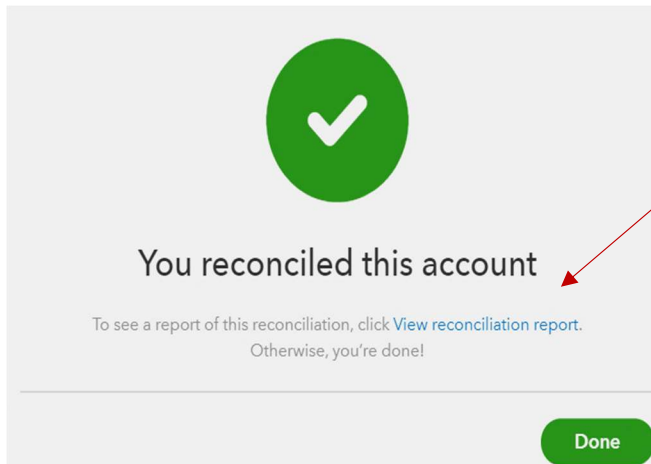 You reconciled this account
To see a report of this reconciliation, click View reconciliation report.
Otherwise, you're done!
Done